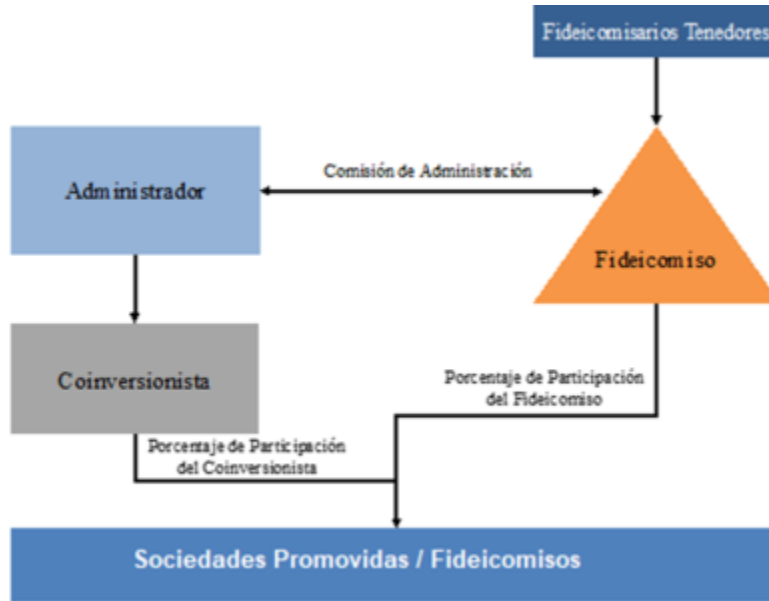 Fideicomisarios Tenedores
Comisión de Administración
Administrador
Fideicomiso
Coinversionista
Porcentaje de Participación
del Fideicomiso
Porcentaje de Participación
del Coinversionista
Sociedades Promovidas / Fideicomisos